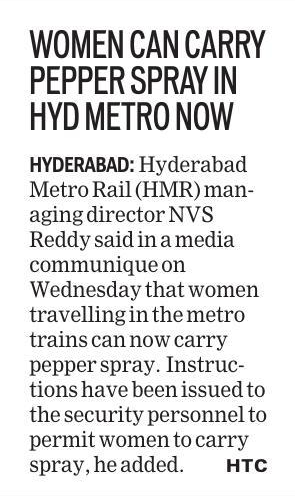 WOMEN CAN CARRY
PEPPER SPRAY IN
HYD METRO NOW
HYDERABAD: Hyderabad
Metro Rail (HMR) man-
aging director NVS
Reddy said in a media
communique on
Wednesday that women
travelling in the metro
trains can now carry
pepper spray. Instruc-
tions have been issued to
the security personnel to
permit women to carry
spray, he added. HTC